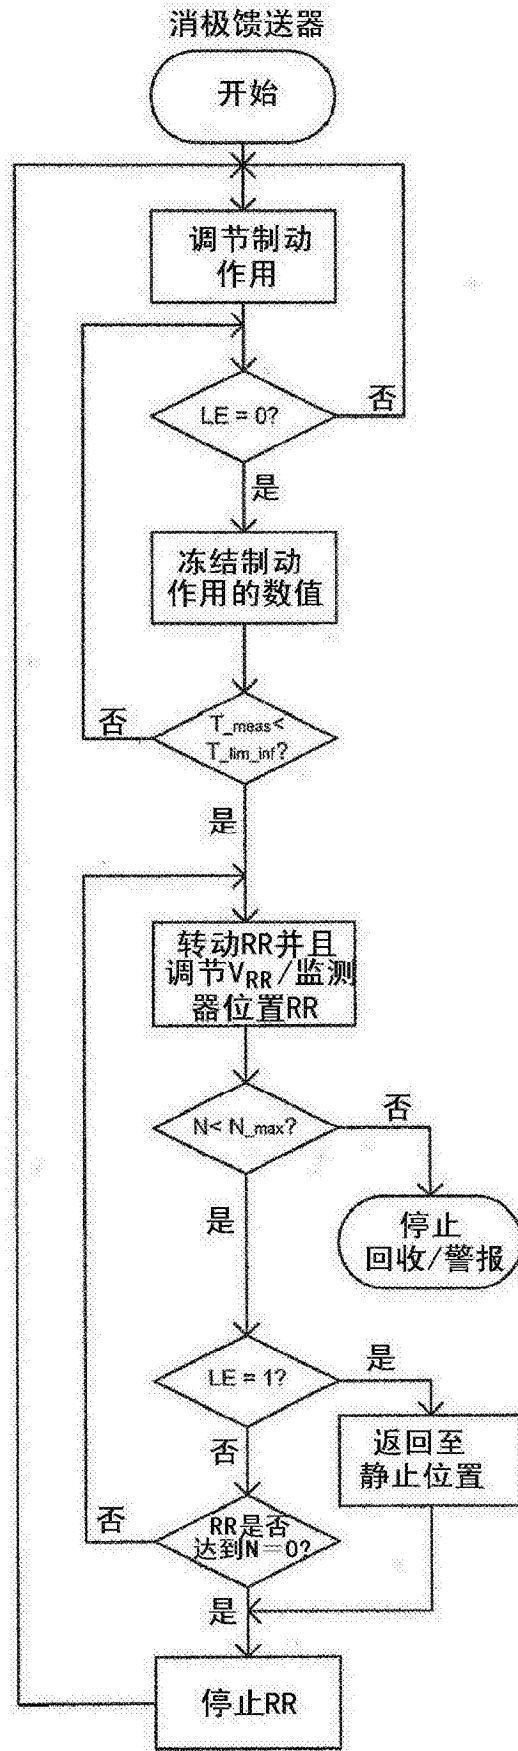 消极馈送器
开始
调节制动
作用
LE = 0?
否
是
冻结制动
作用的数值
T_meas<
T_lim_inf?
否
是
转动RR并且
调节VRR/监测
器位置RR
N< N_max?
否
是
停止
回收/警报
LE = 1?
是
否
返回至
静止位置
RR是否
达到N=0?
否
是
停止RR